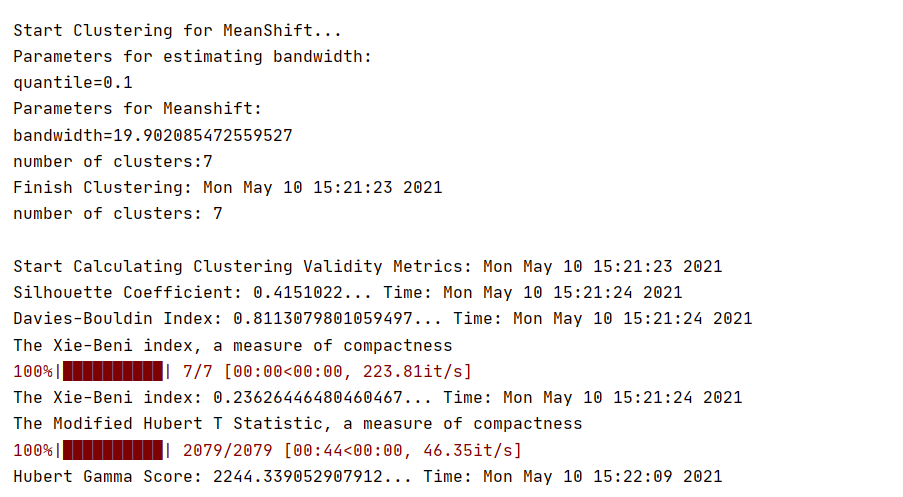 Start Clustering for MeanShift...
Parameters for estimating bandwidth:
quantile=0.1
Parameters for Meanshift:
bandwidth=19.902085472559527
number of clusters:7
Finish Clustering: Mon May 10 15:21:23 2021
number of clusters: 7
Start Calculating Clustering Validity Metrics: Mon May 10 15:21:23 2021
Silhouette Coefficient: 0.4151022... Time: Mon May 10 15:21:24 2021
Davies-Bouldin Index: 0.8113079801059497... Time: Mon May 10 15:21:24 2021
The Xie-Beni index, a measure of compactness
100%|██████████| 7/7 [00:00<00:00, 223.81it/s]
The Xie-Beni index: 0.23626446480460467... Time: Mon May 10 15:21:24 2021
The Modified Hubert T Statistic, a measure of compactness
100%|██████████| 2079/2079 [00:44<00:00, 46.35it/s]
Hubert Gamma Score: 2244.339052907912... Time: Mon May 10 15:22:09 2021